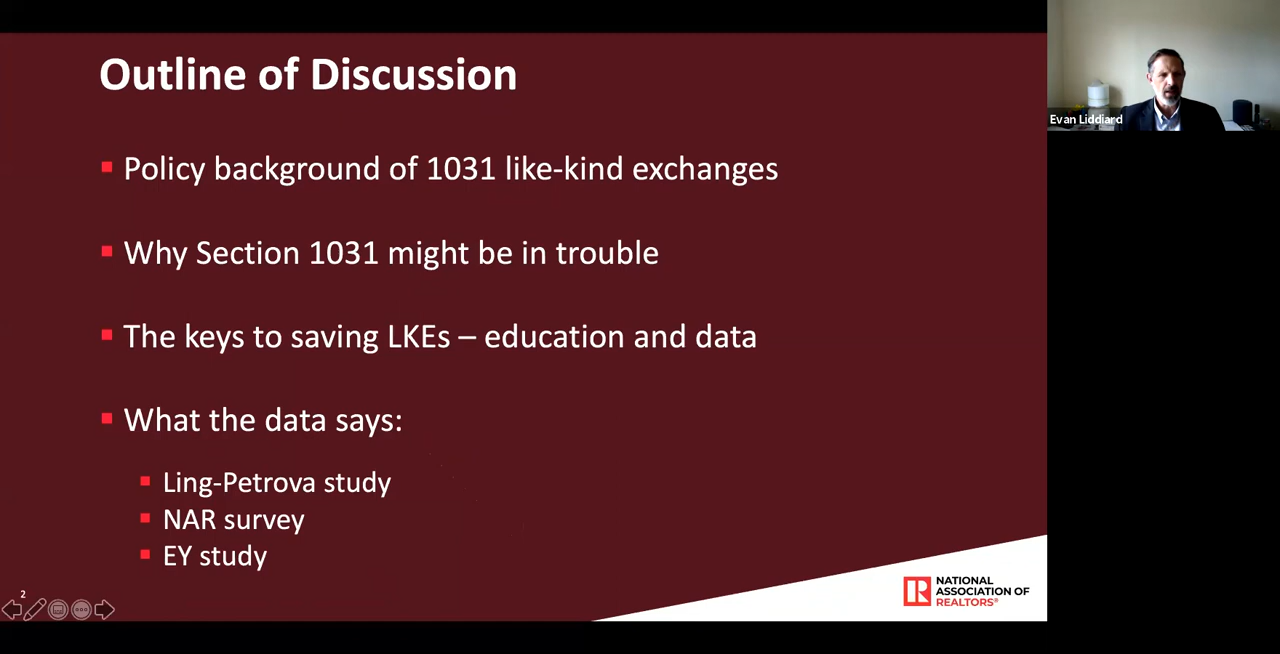 Outline of Discussion
Evan Liddiard
Policy background of 1031 like-kind exchanges
Why Section 1031 might be in trouble
The keys to saving LKEs – education and data
What the data says:
Ling-Petrova study
NAR survey
EY study
2
R
NATIONAL
ASSOCIATION OF
REALTORS®